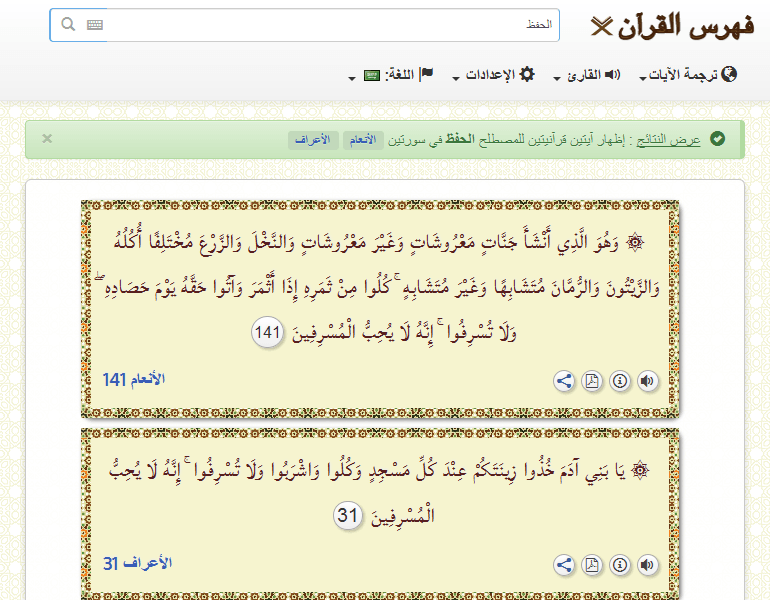 فهرس القرآن
الحفظ
ترجمة الآيات القارئ الإعدادات اللغة:
عرض النتائج : إظهار آيتين قرآنيتين للمصطلح الحفظ في سورتين الأنعام الأعراف ×
وَهُوَ الَّذِي أَنْشَأَ جَنَّاتٍ مَعْرُوشَاتٍ وَغَيْرَ مَعْرُوشَاتٍ وَالنَّخْلَ وَالزَّرْعَ مُخْتَلِفًا أُكُلُهُ
وَالزَّيْتُونَ وَالرُّمَّانَ مُتَشَابِهًا وَغَيْرَ مُتَشَابِهٍ ۚ كُلُوا مِنْ ثَمَرِهِ إِذَا أَثْمَرَ وَآتُوا حَقَّهُ يَوْمَ حَصَادِهِ ۖ
وَلَا تُسْرِفُوا ۚ إِنَّهُ لَا يُحِبُّ الْمُسْرِفِينَ 141
الأنعام 141
يَا بَنِي آدَمَ خُذُوا زِينَتَكُمْ عِنْدَ كُلِّ مَسْجِدٍ وَكُلُوا وَاشْرَبُوا وَلَا تُسْرِفُوا ۚ إِنَّهُ لَا يُحِبُّ
الْمُسْرِفِينَ 31
الأعراف 31